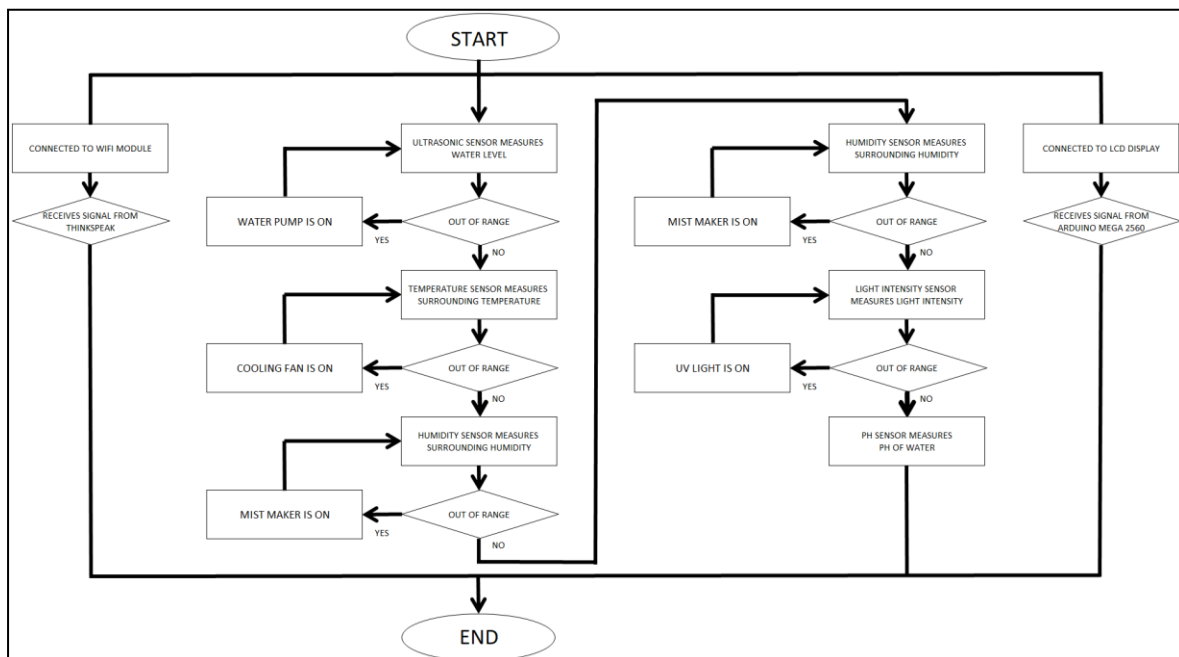 START
CONNECTED TO WIFI MODULE
RECEIVES SIGNAL FROM
THINKSPEAK
ULTRASONIC SENSOR MEASURES
WATER LEVEL
WATER PUMP IS ON
YES
OUT OF RANGE
NO
TEMPERATURE SENSOR MEASURES
SURROUNDING TEMPERATURE
COOLING FAN IS ON
YES
OUT OF RANGE
NO
HUMIDITY SENSOR MEASURES
SURROUNDING HUMIDITY
MIST MAKER IS ON
YES
OUT OF RANGE
NO
HUMIDITY SENSOR MEASURES
SURROUNDING HUMIDITY
MIST MAKER IS ON
YES
OUT OF RANGE
NO
LIGHT INTENSITY SENSOR
MEASURES LIGHT INTENSITY
UV LIGHT IS ON
YES
OUT OF RANGE
NO
PH SENSOR MEASURES
PH OF WATER
CONNECTED TO LCD DISPLAY
RECEIVES SIGNAL FROM
ARDUINO MEGA 2560
END